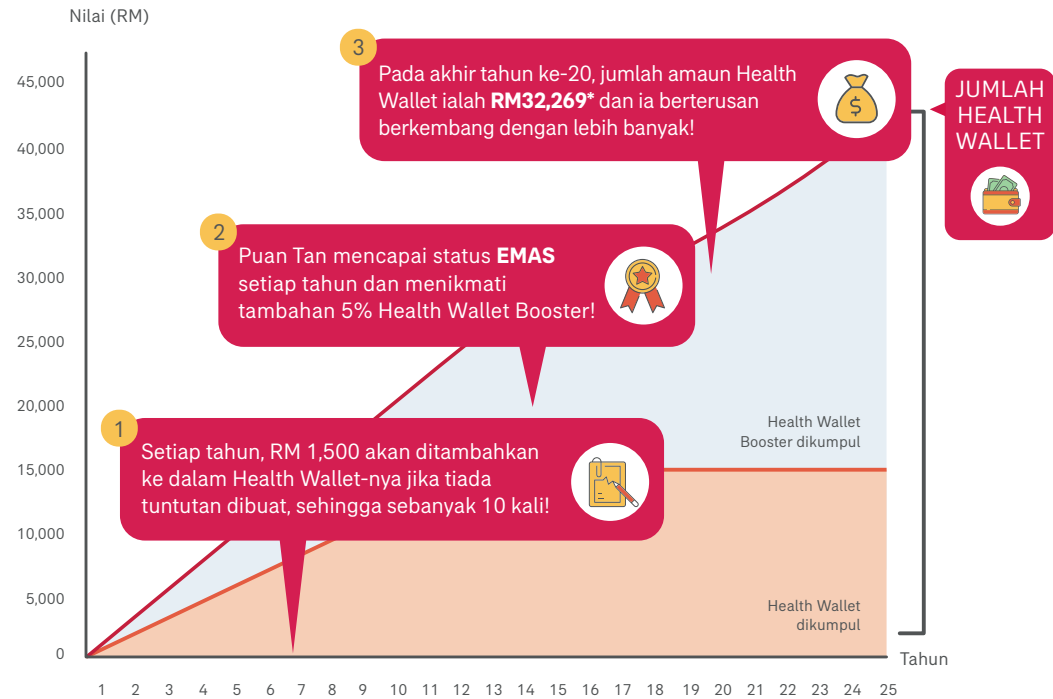 Nilai (RM)
45,000
40,000
35,000
30,000
25,000
20,000
15,000
10,000
5,000
0
3
Pada akhir tahun ke-20, jumlah amaun Health
Wallet ialah RM32,269* dan ia berterusan
berkembang dengan lebih banyak!
$
JUMLAH
HEALTH
WALLET
2
Puan Tan mencapai status EMAS
setiap tahun dan menikmati
tambahan 5% Health Wallet Booster!
1
Setiap tahun, RM 1,500 akan ditambahkan
ke dalam Health Wallet-nya jika tiada
tuntutan dibuat, sehingga sebanyak 10 kali!
Health Wallet
Booster dikumpul
Health Wallet
dikumpul
Tahun
1 2 3 4 5 6 7 8 9 10 11 12 13 14 15 16 17 18 19 20 21 22 23 24 25